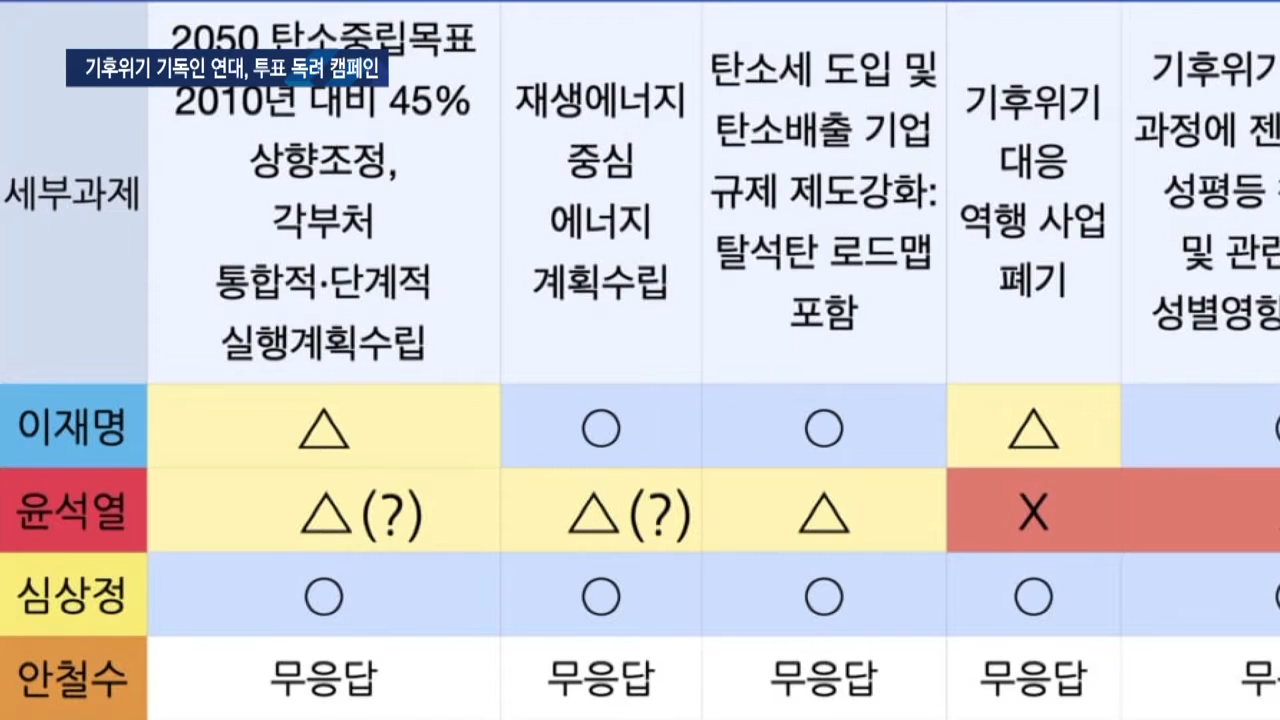 2050 탄소중립목표
기후위기 기독인 연대, 투표 독려 캠페인
2010년 대비 45%
상향조정,
각부처
통합적·단계적
실행계획수립
세부과제
재생에너지
중심
에너지
계획수립
탄소세 도입 및
탄소배출 기업
규제 제도강화:
탈석탄 로드맵
포함
기후위기
대응
역행 사업
폐기
기후위기
과정에 젠
성평등
및 관련
성별영향
이재명 △ ○ ○ △
윤석열 △(?) △(?) △ X
심상정 ○ ○ ○ ○
안철수 무응답 무응답 무응답 무응답 무